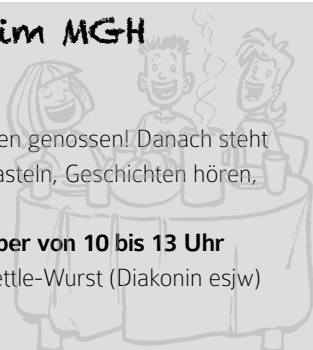 im MGH
en genossen! Danach steht
asteln, Geschichten hören,
ber von 10 bis 13 Uhr
ettle-Wurst (Diakonin esjw)